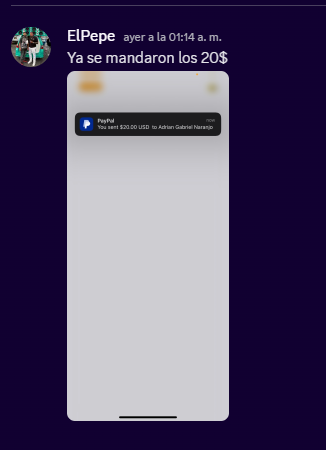 ElPepe ayer a la 01:14 a. m.
Ya se mandaron los 20$
PayPal now
You sent $20.00 USD to Adrian Gabriel Naranjo